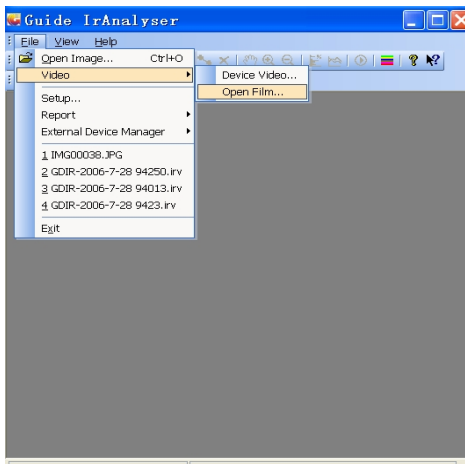 Guide IrAnalyser
File View Help
Open Image... Ctrl+O
Video
Device Video...
Open Film...
Setup...
Report
External Device Manager
1 IMG00038.JPG
2 GDIR-2006-7-28 94250.irv
3 GDIR-2006-7-28 94013.irv
4 GDIR-2006-7-28 9423.irv
Exit